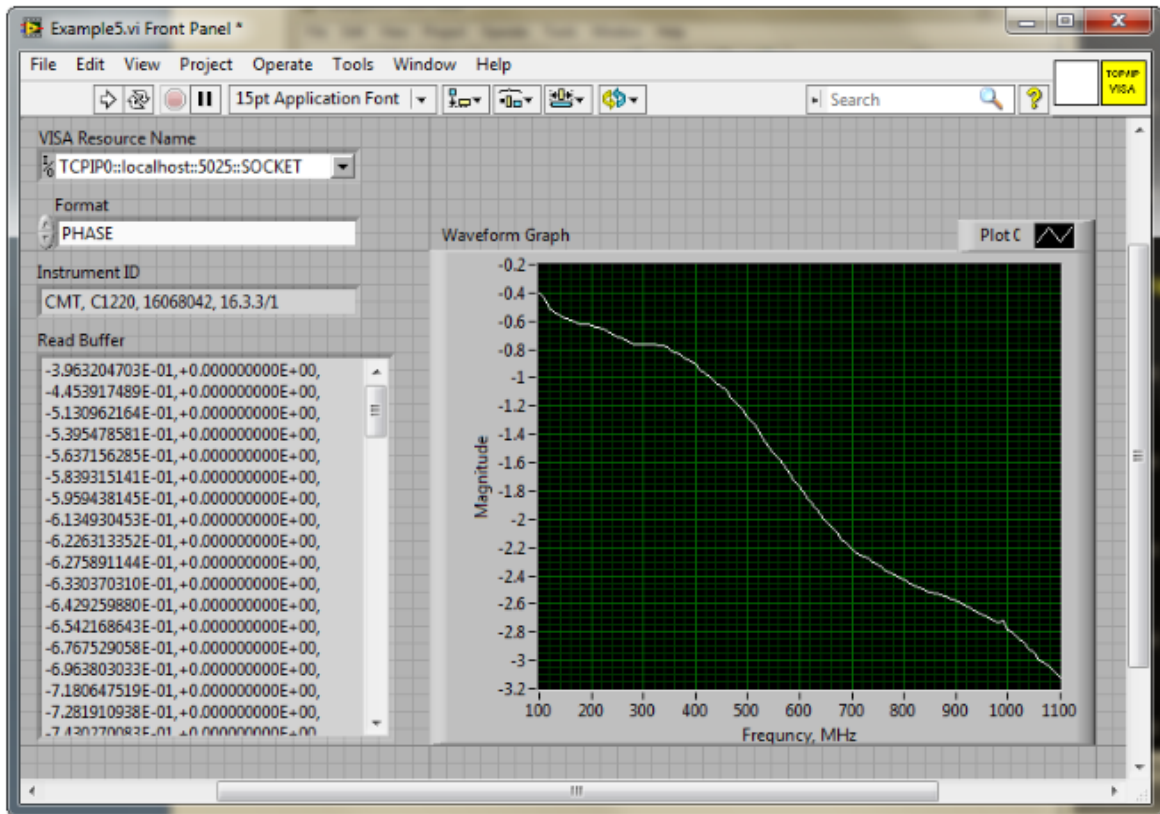 Example5.vi Front Panel *
File Edit View Project Operate Tools Window Help
15pt Application Font
Search
TCP/IP
VISA
VISA Resource Name
TCPIP0::localhost::5025::SOCKET
Format
PHASE
Instrument ID
CMT, C1220, 16068042, 16.3.3/1
Read Buffer
-3.963204703E-01,+0.000000000E+00,
-4.453917489E-01,+0.000000000E+00,
-5.130962164E-01,+0.000000000E+00,
-5.395478581E-01,+0.000000000E+00,
-5.637156285E-01,+0.000000000E+00,
-5.839315141E-01,+0.000000000E+00,
-5.959438145E-01,+0.000000000E+00,
-6.134930453E-01,+0.000000000E+00,
-6.226313352E-01,+0.000000000E+00,
-6.275891144E-01,+0.000000000E+00,
-6.330370310E-01,+0.000000000E+00,
-6.429259880E-01,+0.000000000E+00,
-6.542168643E-01,+0.000000000E+00,
-6.767529058E-01,+0.000000000E+00,
-6.963803033E-01,+0.000000000E+00,
-7.180647519E-01,+0.000000000E+00,
-7.281910938E-01,+0.000000000E+00,
-7.430270083E-01,+0.000000000E+00,
Waveform Graph
Plot 0
Magnitude
-0.2
-0.4
-0.6
-0.8
-1
-1.2
-1.4
-1.6
-1.8
-2
-2.2
-2.4
-2.6
-2.8
-3
-3.2
100 200 300 400 500 600 700 800 900 1000 1100
Frequncy, MHz